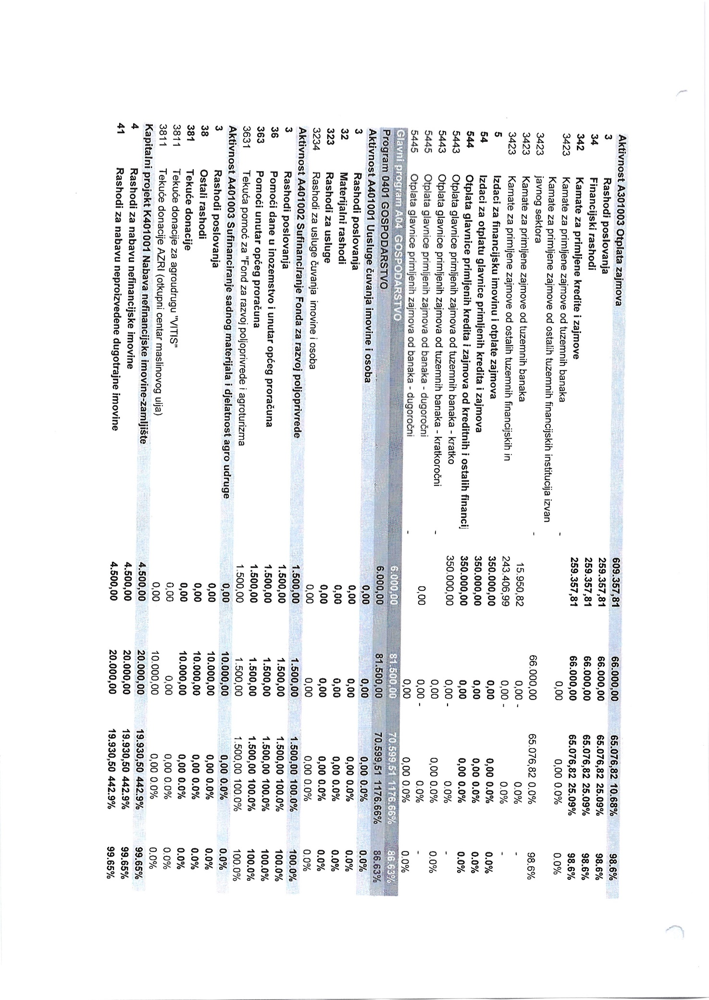 Aktivnost A301003 Otplata zajmova 609.357,81 66.000,00 65.076,82 10.68% 98.6%
3 Rashodi poslovanja 259.357,81 66.000,00 65.076,82 25.09% 98.6%
34 Financijski rashodi 259.357,81 66.000,00 65.076,82 25.09% 98.6%
342 Kamate za primljene kredite i zajmove 259.357,81 66.000,00 65.076,82 25.09% 98.6%
3423 Kamate za primljene zajmove od tuzemnih banaka - 0,00 0,00 0.0% 0.0%
Kamate za primljene zajmove od ostalih tuzemnih financijskih institucija izvan
3423 javnog sektora - 66.000,00 65.076,82 0.0% 98.6%
3423 Kamate za primljene zajmove od tuzemnih banaka 15.950,82 0,00 - 0.0% -
3423 Kamate za primljene zajmove od ostalih tuzemnih financijskih in 243.406,99 0,00 - 0.0% -
5 Izdaci za financijsku imovinu i otplate zajmova 350.000,00 0,00 0,00 0.0% 0.0%
54 Izdaci za otplatu glavnice primljenih kredita i zajmova 350.000,00 0,00 0,00 0.0% 0.0%
544 Otplata glavnice primljenih kredita i zajmova od kreditnih i ostalih financij 350.000,00 0,00 0,00 0.0% 0.0%
5443 Otplata glavnice primljenih zajmova od tuzemnih banaka - kratko 350.000,00 0,00 - 0.0% -
5443 Otplata glavnice primljenih zajmova od tuzemnih banaka - kratkoročni - 0,00 0,00 0.0% 0.0%
5445 Otplata glavnice primljenih zajmova od banaka - dugoročni 0,00 0,00 - 0.0% -
5445 Otplata glavnice primljenih zajmova od banaka - dugoročni - 0,00 0,00 0.0% 0.0%
Glavni program A04 GOSPODARSTVO 6.000,00 81.500,00 70.599,51 1176.66% 86.63%
Program 0401 GOSPODARSTVO 6.000,00 81.500,00 70.599,51 1176.66% 86.63%
Aktivnost A401001 Uusluge čuvanja imovine i osoba 0,00 0,00 0,00 0.0% 0.0%
3 Rashodi poslovanja 0,00 0,00 0,00 0.0% 0.0%
32 Materijalni rashodi 0,00 0,00 0,00 0.0% 0.0%
323 Rashodi za usluge 0,00 0,00 0,00 0.0% 0.0%
3234 Rashodi za usluge čuvanja imovine i osoba 0,00 0,00 0,00 0.0% 0.0%
Aktivnost A401002 Sufinanciranje Fonda za razvoj poljoprivrede 1.500,00 1.500,00 1.500,00 100.0% 100.0%
3 Rashodi poslovanja 1.500,00 1.500,00 1.500,00 100.0% 100.0%
36 Pomoći dane u inozemstvo i unutar općeg proračuna 1.500,00 1.500,00 1.500,00 100.0% 100.0%
363 Pomoći unutar općeg proračuna 1.500,00 1.500,00 1.500,00 100.0% 100.0%
3631 Tekuća pomoć za "Fond za razvoj poljoprivrede i agroturizma 1.500,00 1.500,00 1.500,00 100.0% 100.0%
Aktivnost A401003 Sufinanciranje sadnog materijala i djelatnost agro udruge 0,00 10.000,00 0,00 0.0% 0.0%
3 Rashodi poslovanja 0,00 10.000,00 0,00 0.0% 0.0%
38 Ostali rashodi 0,00 10.000,00 0,00 0.0% 0.0%
381 Tekuće donacije 0,00 10.000,00 0,00 0.0% 0.0%
3811 Tekuće donacije za agroudrugu "VITIS" 0,00 0,00 0,00 0.0% 0.0%
3811 Tekuće donacije AZRI (otkupni centar maslinovog ulja) 0,00 10.000,00 0,00 0.0% 0.0%
Kapitalni projekt K401001 Nabava nefinancijske imovine-zamljište 4.500,00 20.000,00 19.930,50 442.9% 99.65%
4 Rashodi za nabavu nefinancijske imovine 4.500,00 20.000,00 19.930,50 442.9% 99.65%
41 Rashodi za nabavu neproizvedene dugotrajne imovine 4.500,00 20.000,00 19.930,50 442.9% 99.65%